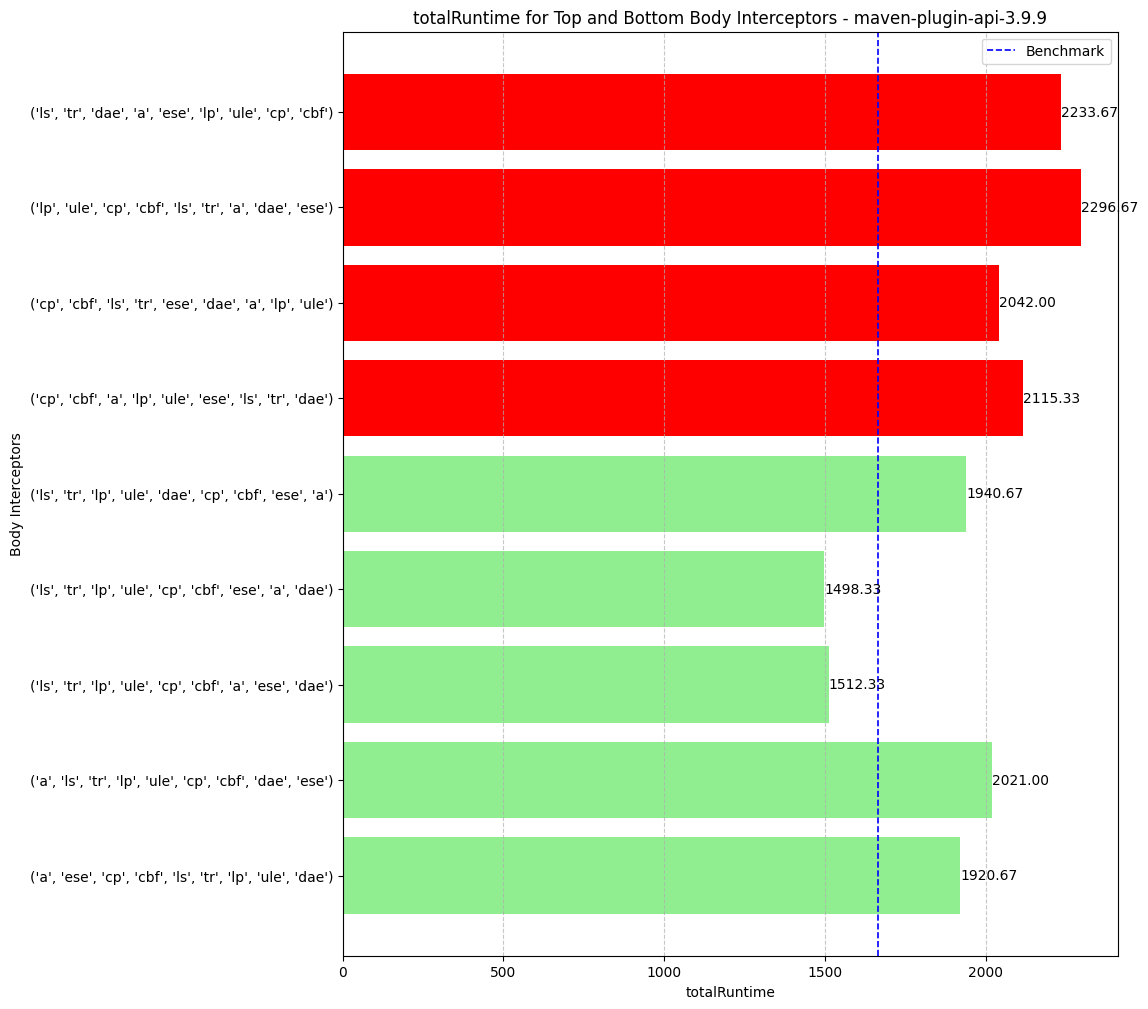 totalRuntime for Top and Bottom Body Interceptors - maven-plugin-api-3.9.9
Benchmark
('ls', 'tr', 'dae', 'a', 'ese', 'lp', 'ule', 'cp', 'cbf')
2233.67
('lp', 'ule', 'cp', 'cbf', 'ls', 'tr', 'a', 'dae', 'ese')
2296.67
('cp', 'cbf', 'ls', 'tr', 'ese', 'dae', 'a', 'lp', 'ule')
2042.00
('cp', 'cbf', 'a', 'lp', 'ule', 'ese', 'ls', 'tr', 'dae')
2115.33
('ls', 'tr', 'lp', 'ule', 'dae', 'cp', 'cbf', 'ese', 'a')
1940.67
('ls', 'tr', 'lp', 'ule', 'cp', 'cbf', 'ese', 'a', 'dae')
1498.33
('ls', 'tr', 'lp', 'ule', 'cp', 'cbf', 'a', 'ese', 'dae')
1512.33
('a', 'ls', 'tr', 'lp', 'ule', 'cp', 'cbf', 'dae', 'ese')
2021.00
('a', 'ese', 'cp', 'cbf', 'ls', 'tr', 'lp', 'ule', 'dae')
1920.67
Body Interceptors
0 500 1000 1500 2000
totalRuntime